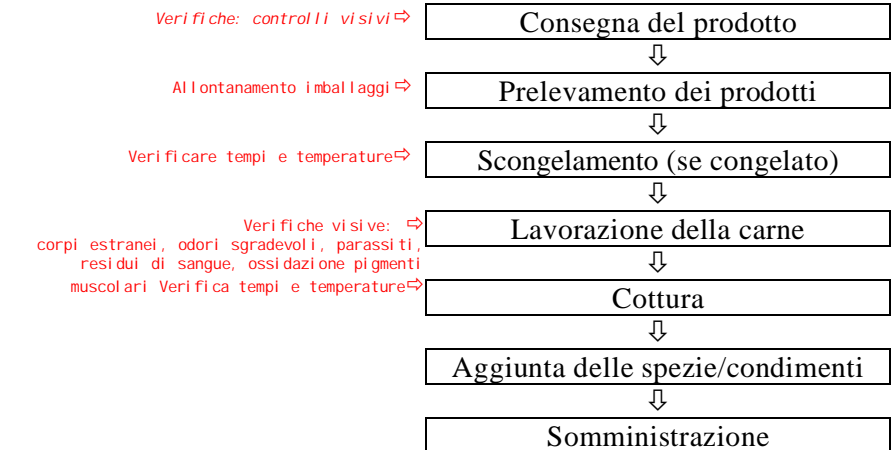 Verifiche: controlli visivi⇨ Consegna del prodotto
⇩
Allontanamento imballaggi⇨ Prelevamento dei prodotti
⇩
Verificare tempi e temperature⇨ Scongelamento (se congelato)
⇩
Verifiche visive: ⇨ Lavorazione della carne
corpi estranei, odori sgradevoli, parassiti,
residui di sangue, ossidazione pigmenti
⇩
muscolari Verifica tempi e temperature⇨ Cottura
⇩
Aggiunta delle spezie/condimenti
⇩
Somministrazione